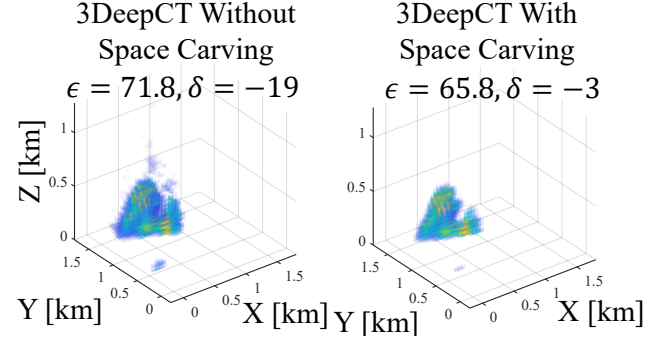 3DeepCT Without
Space Carving
ϵ = 71.8, δ = −19
1
0.5
0
Z [km]
1.5
1
0.5
0
Y [km]
0
0.5
1
1.5
X [km]
3DeepCT With
Space Carving
ϵ = 65.8, δ = −3
1
0.5
0
1.5
1
0.5
0
Y [km]
0
0.5
1
1.5
X [km]